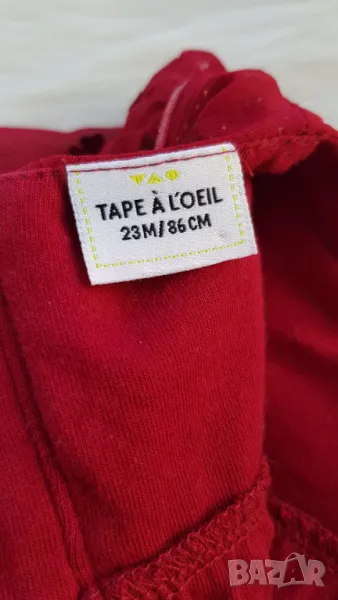 TAO
TAPE À L'OEIL
23M/86CM
BAZAR